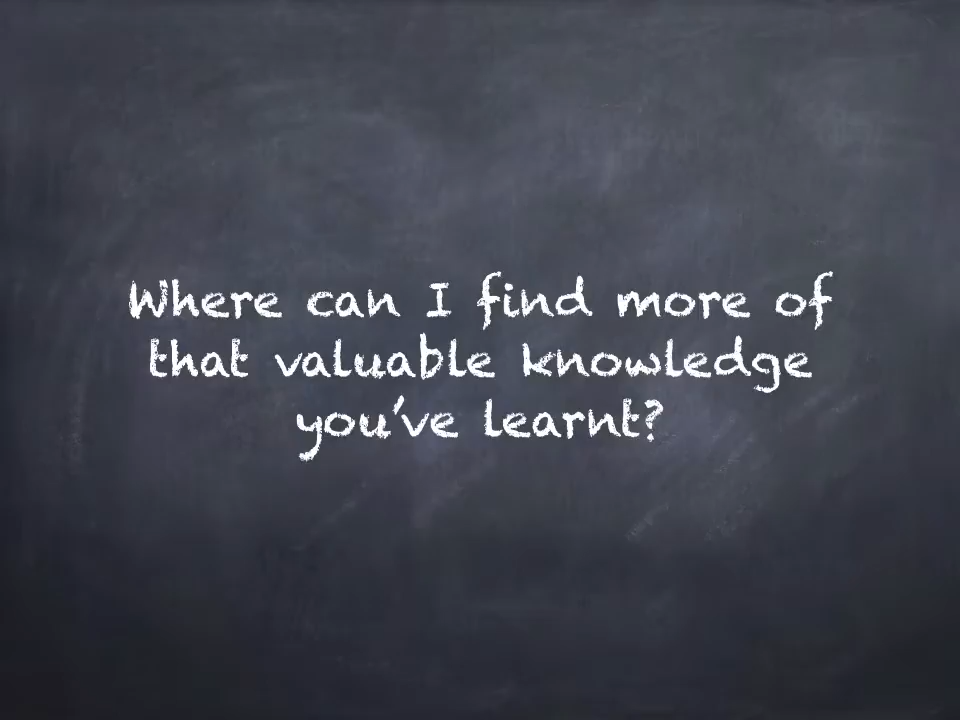 Where can I find more of
that valuable knowledge
you've learnt?